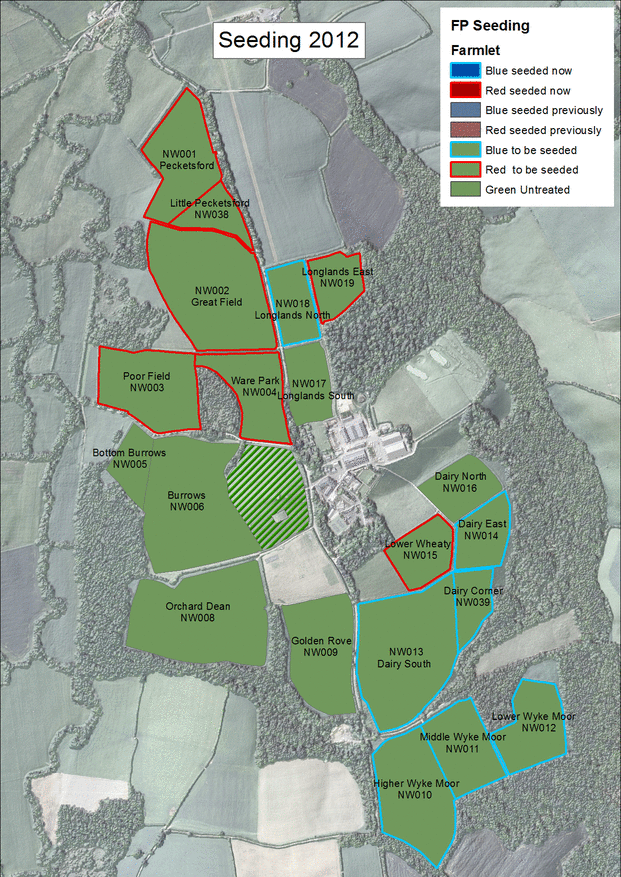 Seeding 2012
FP Seeding
Farmlet
Blue seeded now
Red seeded now
Blue seeded previously
Red seeded previously
Blue to be seeded
Red to be seeded
Green Untreated
NW001
Pecketsford
Little Pecketsford
NW038
NW002
Great Field
Longlands East
NW019
NW018
Longlands North
Poor Field
NW003
Ware Park
NW004
NW017
Longlands South
Bottom Burrows
NW005
Burrows
NW006
Dairy North
NW016
Dairy East
NW014
Lower Wheaty
NW015
Dairy Corner
NW039
Orchard Dean
NW008
Golden Rove
NW009
NW013
Dairy South
Lower Wyke Moor
NW012
Middle Wyke Moor
NW011
Higher Wyke Moor
NW010